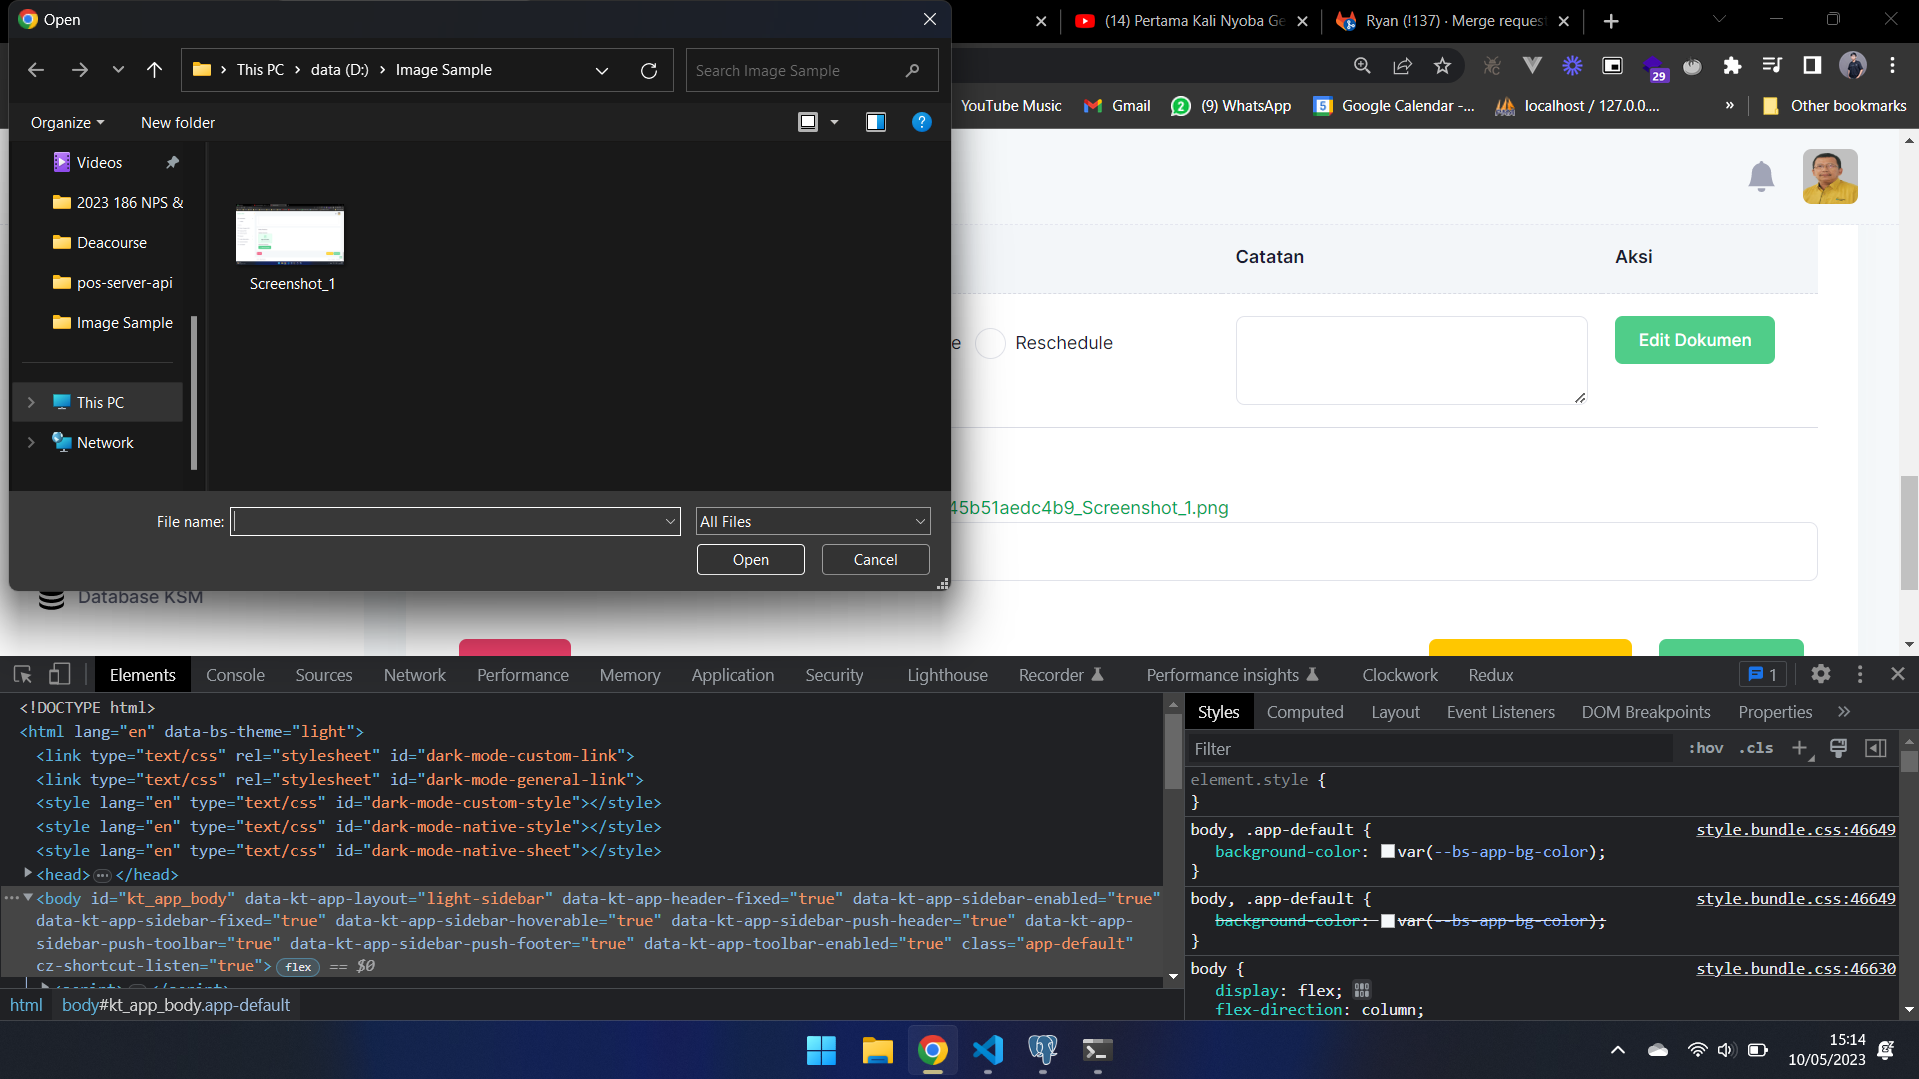 Open
(14) Pertama Kali Nyoba Ge
Ryan (!137) · Merge request
This PC
data (D:)
Image Sample
Search Image Sample
29
Organize
New folder
YouTube Music
Gmail
2
(9) WhatsApp
5
Google Calendar -...
localhost / 127.0.0....
»
Other bookmarks
Videos
2023 186 NPS &
Deacourse
pos-server-api
Image Sample
This PC
Network
Screenshot_1
Catatan
Aksi
e
Reschedule
Edit Dokumen
45b51aedc4b9_Screenshot_1.png
File name:
All Files
Open
Cancel
Database KSM
Elements
Console
Sources
Network
Performance
Memory
Application
Security
Lighthouse
Recorder
Performance insights
Clockwork
Redux
1
<!DOCTYPE html>
<html lang="en" data-bs-theme="light">
<link type="text/css" rel="stylesheet" id="dark-mode-custom-link">
<link type="text/css" rel="stylesheet" id="dark-mode-general-link">
<style lang="en" type="text/css" id="dark-mode-custom-style"></style>
<style lang="en" type="text/css" id="dark-mode-native-style"></style>
<style lang="en" type="text/css" id="dark-mode-native-sheet"></style>
<head>…</head>
<body id="kt_app_body" data-kt-app-layout="light-sidebar" data-kt-app-header-fixed="true" data-kt-app-sidebar-enabled="true"
data-kt-app-sidebar-fixed="true" data-kt-app-sidebar-hoverable="true" data-kt-app-sidebar-push-header="true" data-kt-app-
sidebar-push-toolbar="true" data-kt-app-sidebar-push-footer="true" data-kt-app-toolbar-enabled="true" class="app-default"
cz-shortcut-listen="true"> flex == $0
html
body#kt_app_body.app-default
Styles
Computed
Layout
Event Listeners
DOM Breakpoints
Properties
»
Filter
:hov
.cls
element.style {
}
body, .app-default {
style.bundle.css:46649
background-color: var(--bs-app-bg-color);
}
body, .app-default {
style.bundle.css:46649
background-color: var(--bs-app-bg-color);
}
body {
style.bundle.css:46630
display: flex;
flex-direction: column;
15:14
10/05/2023